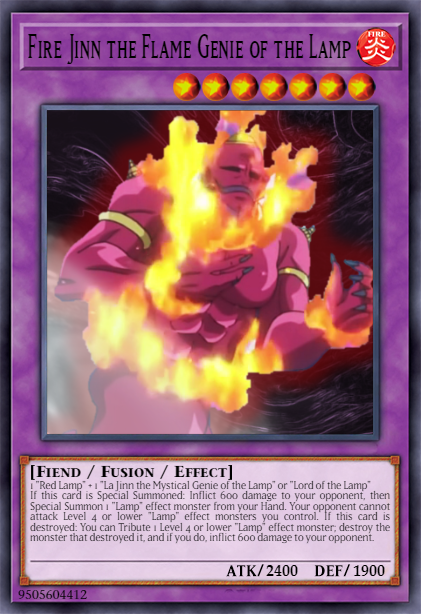 Fire Jinn the Flame Genie of the Lamp
FIRE
炎
[Fiend / Fusion / Effect]
1 "Red Lamp" + 1 "La Jinn the Mystical Genie of the Lamp" or "Lord of the Lamp"
If this card is Special Summoned: Inflict 600 damage to your opponent, then
Special Summon 1 "Lamp" effect monster from your Hand. Your opponent cannot
attack Level 4 or lower "Lamp" effect monsters you control. If this card is
destroyed: You can Tribute 1 Level 4 or lower "Lamp" effect monster; destroy the
monster that destroyed it, and if you do, inflict 600 damage to your opponent.
ATK/2400 DEF/1900
9505604412